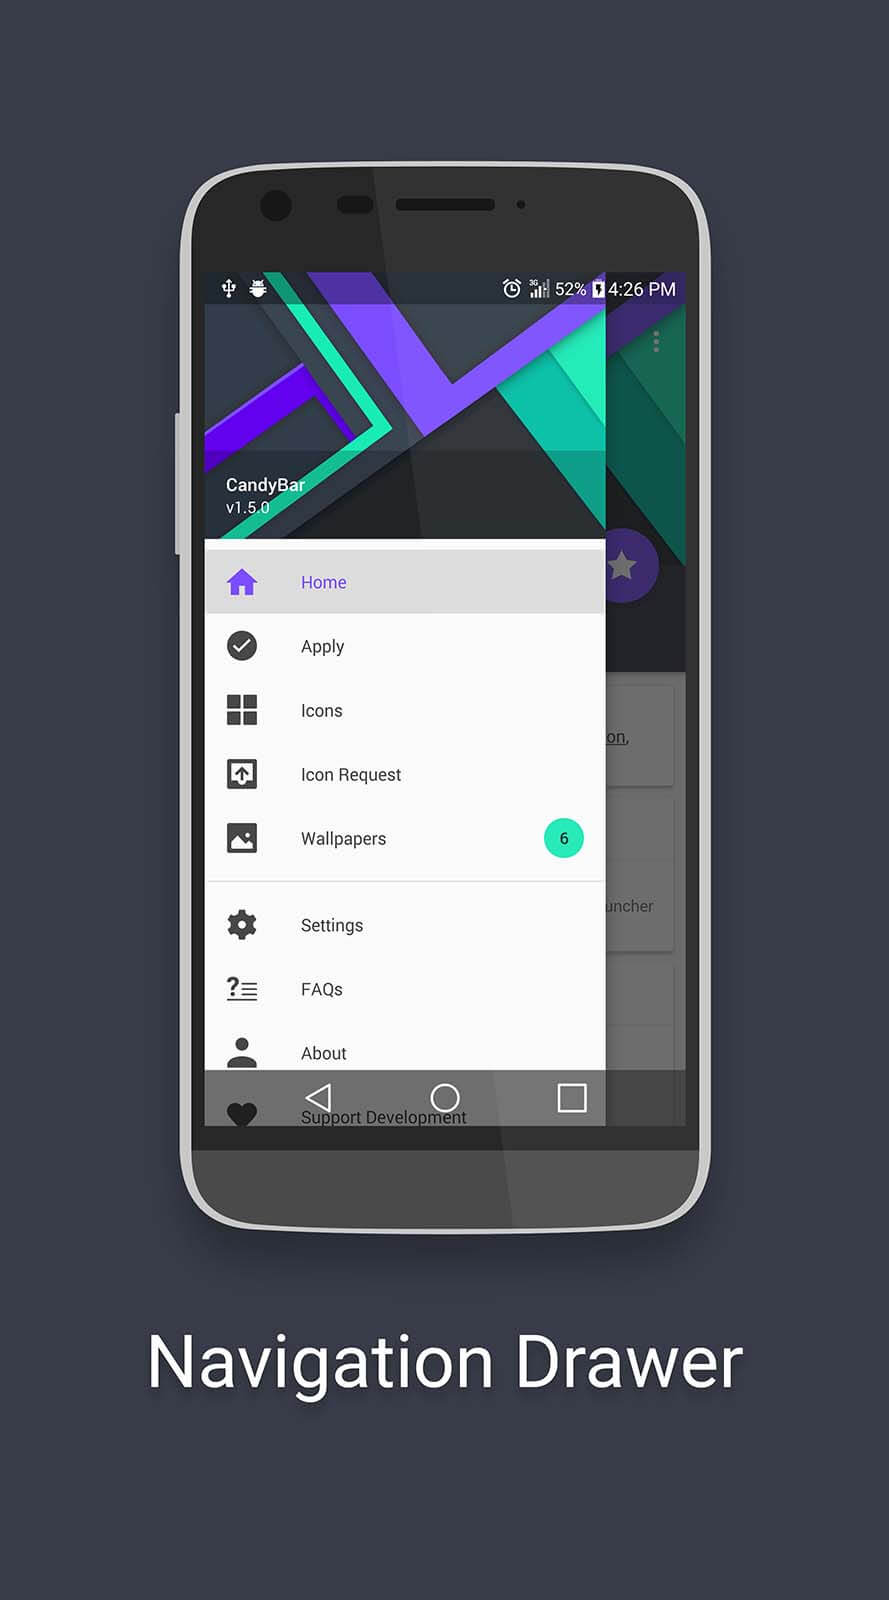 3G 52% 4:26 PM
CandyBar
v1.5.0
Home
Apply
Icons
on,
Icon Request
Wallpapers 6
uncher
Settings
FAQs
About
Support Development
Navigation Drawer